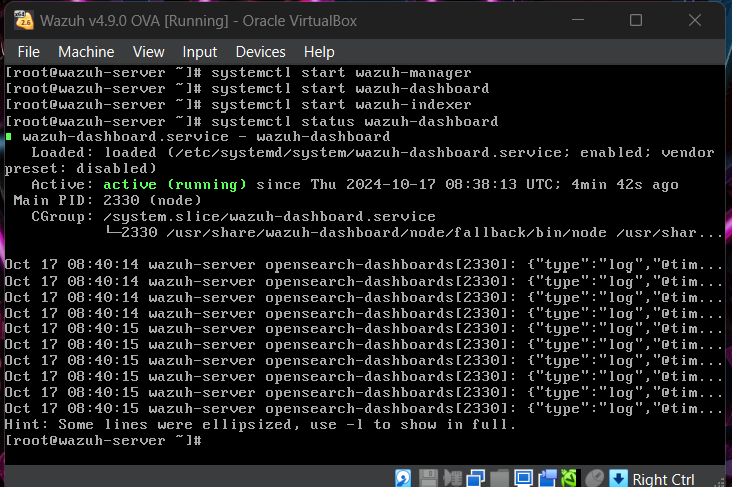 Wazuh v4.9.0 OVA [Running] - Oracle VirtualBox
File Machine View Input Devices Help
[root@wazuh-server ~]# systemctl start wazuh-manager
[root@wazuh-server ~]# systemctl start wazuh-dashboard
[root@wazuh-server ~]# systemctl start wazuh-indexer
[root@wazuh-server ~]# systemctl status wazuh-dashboard
wazuh-dashboard.service - wazuh-dashboard
Loaded: loaded (/etc/systemd/system/wazuh-dashboard.service; enabled; vendor
preset: disabled)
Active: active (running) since Thu 2024-10-17 08:38:13 UTC; 4min 42s ago
Main PID: 2330 (node)
CGroup: /system.slice/wazuh-dashboard.service
└─2330 /usr/share/wazuh-dashboard/node/fallback/bin/node /usr/shar...
Oct 17 08:40:14 wazuh-server opensearch-dashboards[2330]: {"type":"log","@tim...
Oct 17 08:40:14 wazuh-server opensearch-dashboards[2330]: {"type":"log","@tim...
Oct 17 08:40:14 wazuh-server opensearch-dashboards[2330]: {"type":"log","@tim...
Oct 17 08:40:14 wazuh-server opensearch-dashboards[2330]: {"type":"log","@tim...
Oct 17 08:40:15 wazuh-server opensearch-dashboards[2330]: {"type":"log","@tim...
Oct 17 08:40:15 wazuh-server opensearch-dashboards[2330]: {"type":"log","@tim...
Oct 17 08:40:15 wazuh-server opensearch-dashboards[2330]: {"type":"log","@tim...
Oct 17 08:40:15 wazuh-server opensearch-dashboards[2330]: {"type":"log","@tim...
Oct 17 08:40:15 wazuh-server opensearch-dashboards[2330]: {"type":"log","@tim...
Oct 17 08:40:15 wazuh-server opensearch-dashboards[2330]: {"type":"log","@tim...
Hint: Some lines were ellipsized, use -l to show in full.
[root@wazuh-server ~]#
Right Ctrl